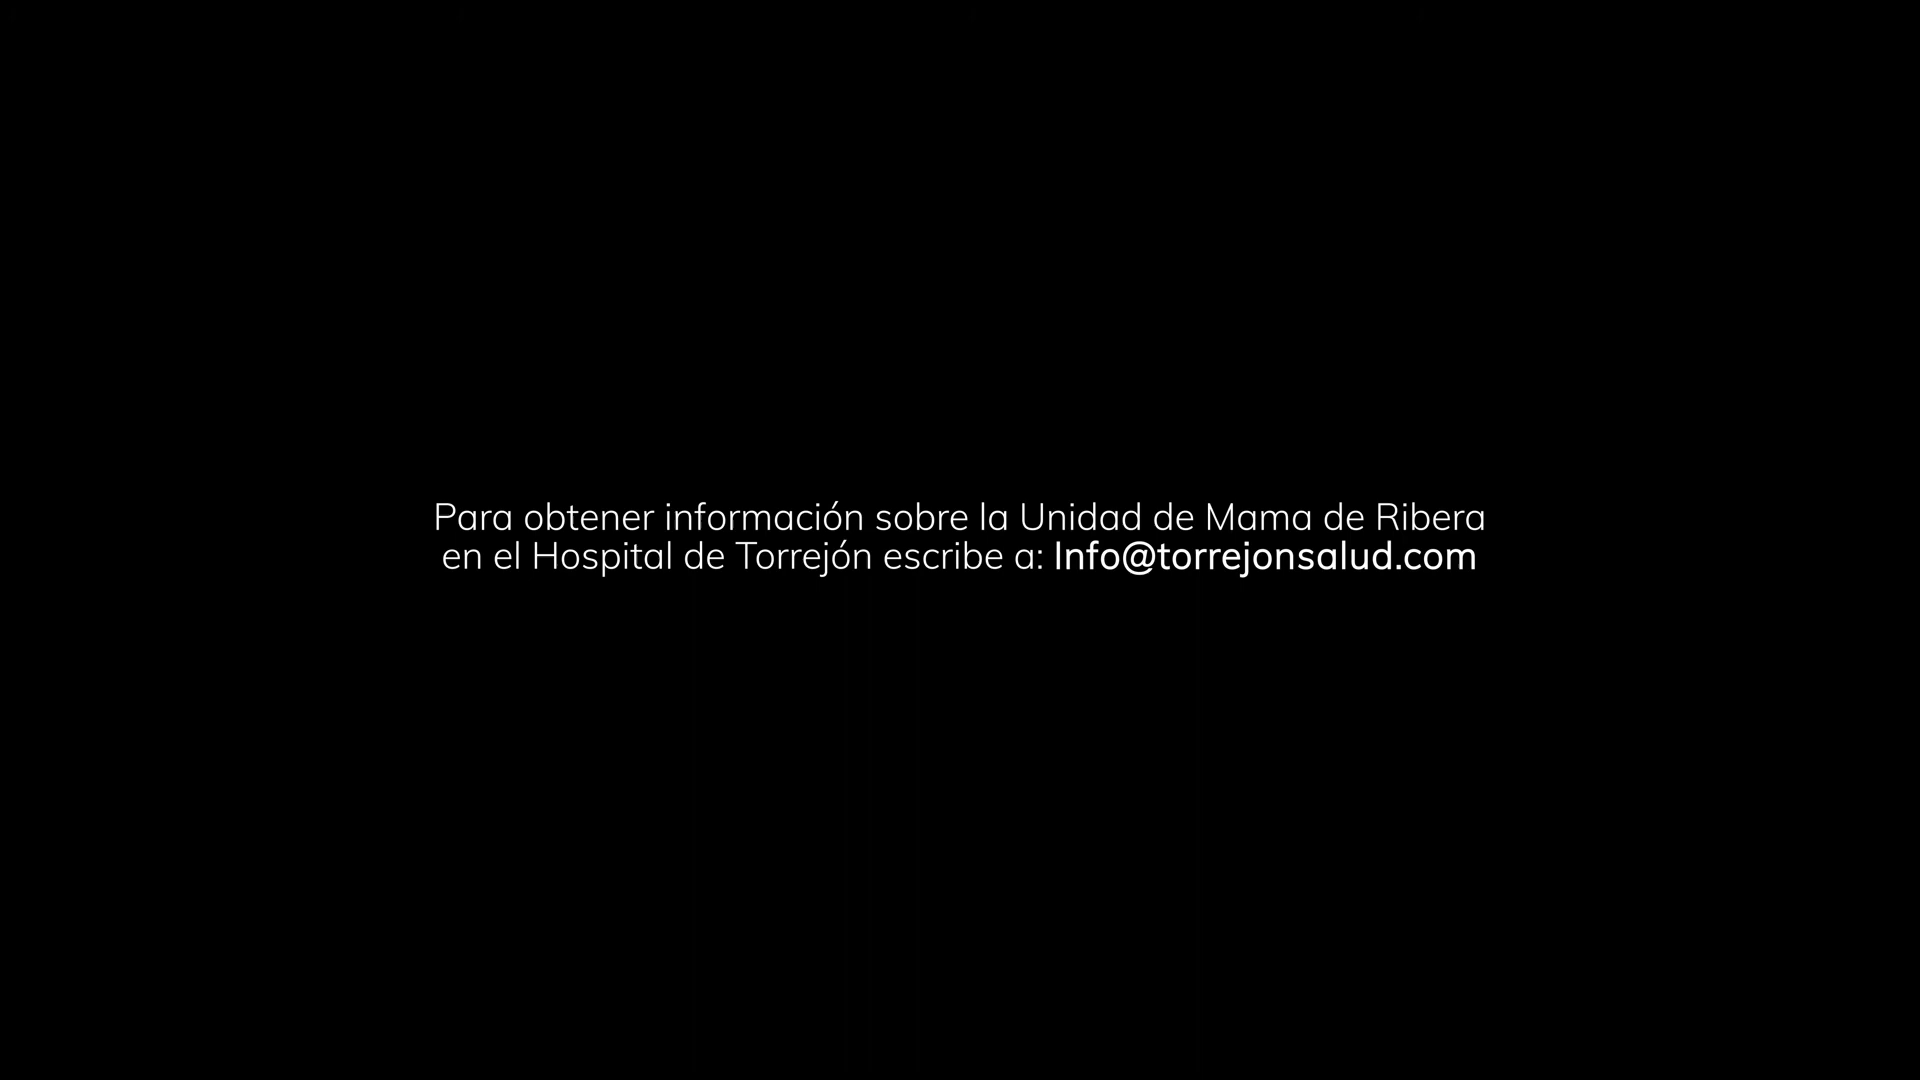 Para obtener información sobre la Unidad de Mama de Ribera
en el Hospital de Torrejón escribe a: Info@torrejonsalud.com